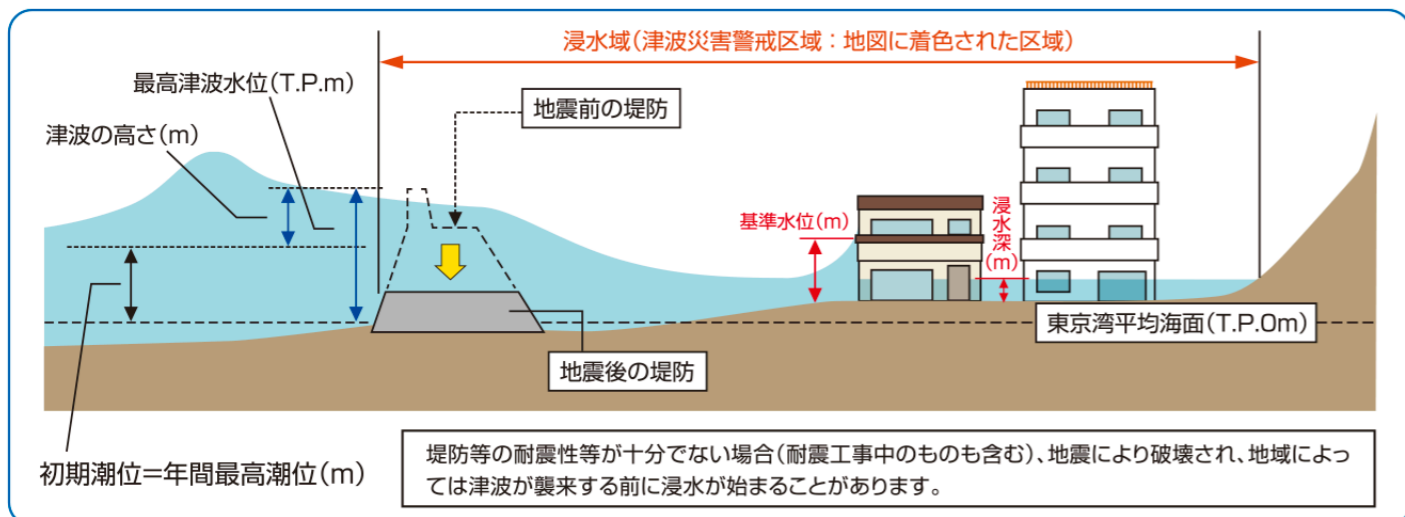 浸水域(津波災害警戒区域：地図に着色された区域)
最高津波水位(T.P.m)
地震前の堤防
津波の高さ(m)
基準水位(m)
浸水深(m)
東京湾平均海面(T.P.0m)
地震後の堤防
初期潮位=年間最高潮位(m)
堤防等の耐震性等が十分でない場合(耐震工事中のものも含む)、地震により破壊され、地域によっ
ては津波が襲来する前に浸水が始まることがあります。